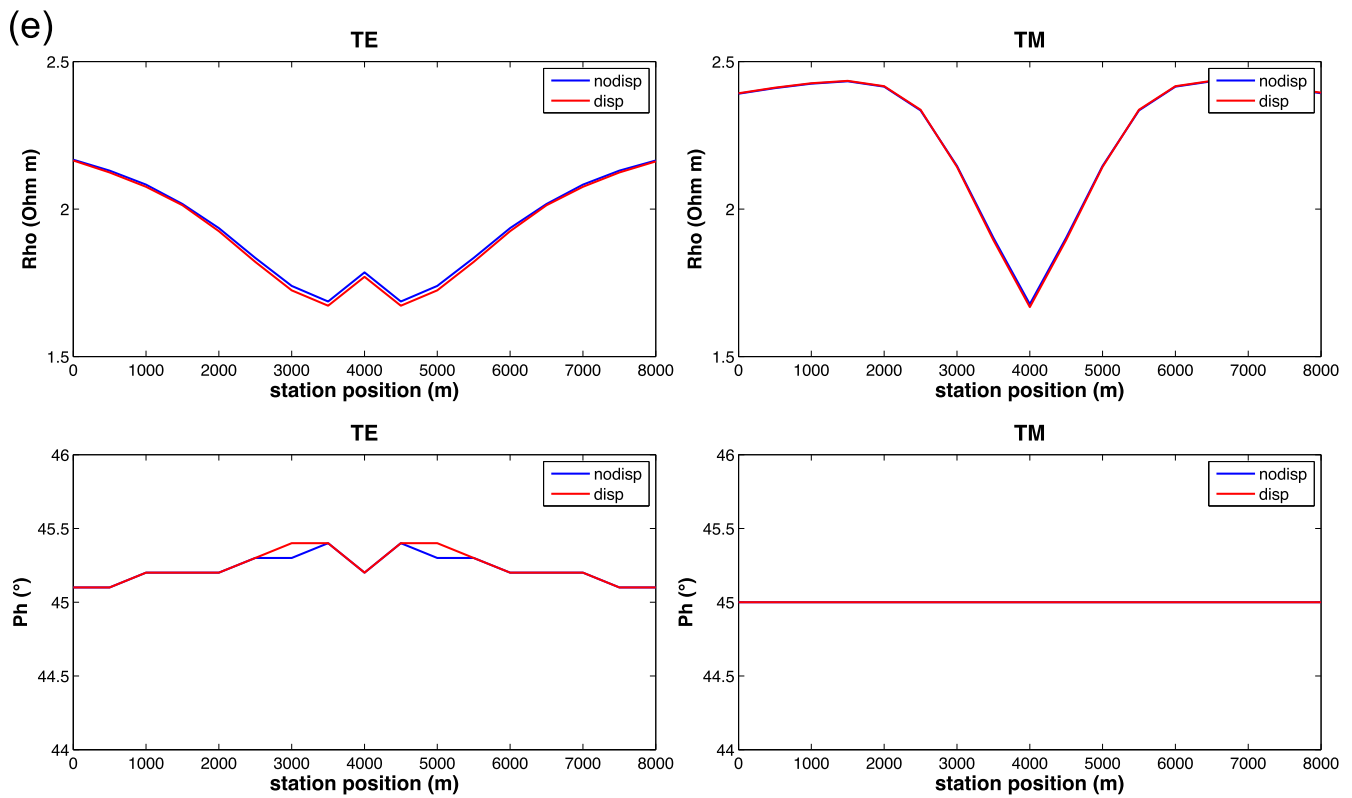 (e)
TE
2.5
2
1.5
Rho (Ohm m)
nodisp
disp
0 1000 2000 3000 4000 5000 6000 7000 8000
station position (m)
TM
2.5
2
1.5
Rho (Ohm m)
nodisp
disp
0 1000 2000 3000 4000 5000 6000 7000 8000
station position (m)
TE
46
45.5
45
44.5
44
Ph (°)
nodisp
disp
0 1000 2000 3000 4000 5000 6000 7000 8000
station position (m)
TM
46
45.5
45
44.5
44
Ph (°)
nodisp
disp
0 1000 2000 3000 4000 5000 6000 7000 8000
station position (m)